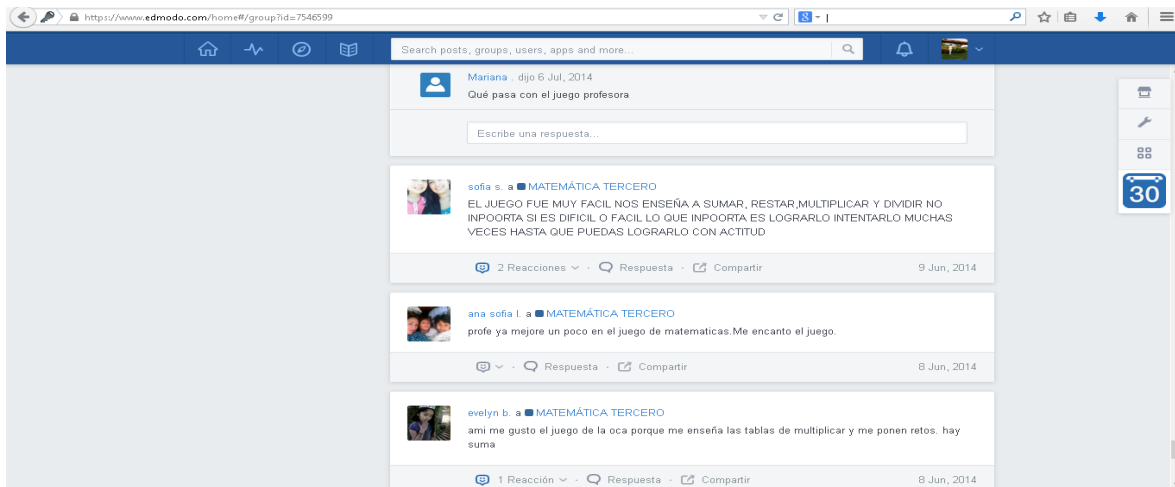 https://www.edmodo.com/home#/group?id=7546599
Search posts, groups, users, apps and more...
Mariana . dijo 6 Jul, 2014
Qué pasa con el juego profesora
Escribe una respuesta...
30
sofia s. a MATEMÁTICA TERCERO
EL JUEGO FUE MUY FACIL NOS ENSEÑA A SUMAR, RESTAR,MULTIPLICAR Y DIVIDIR NO
INPOORTA SI ES DIFICIL O FACIL LO QUE INPOORTA ES LOGRARLO INTENTARLO MUCHAS
VECES HASTA QUE PUEDAS LOGRARLO CON ACTITUD
2 Reacciones · Respuesta · Compartir 9 Jun, 2014
ana sofia l. a MATEMÁTICA TERCERO
profe ya mejore un poco en el juego de matematicas.Me encanto el juego.
· Respuesta · Compartir 8 Jun, 2014
evelyn b. a MATEMÁTICA TERCERO
ami me gusto el juego de la oca porque me enseña las tablas de multiplicar y me ponen retos. hay
suma
1 Reacción · Respuesta · Compartir 8 Jun, 2014